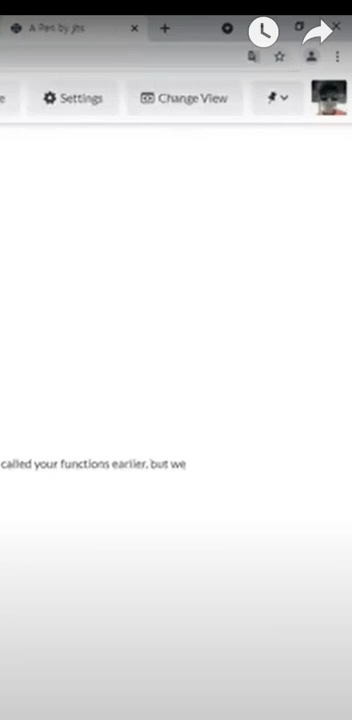 A Pen by jhs
e
Settings
Change View
called your functions earlier, but we